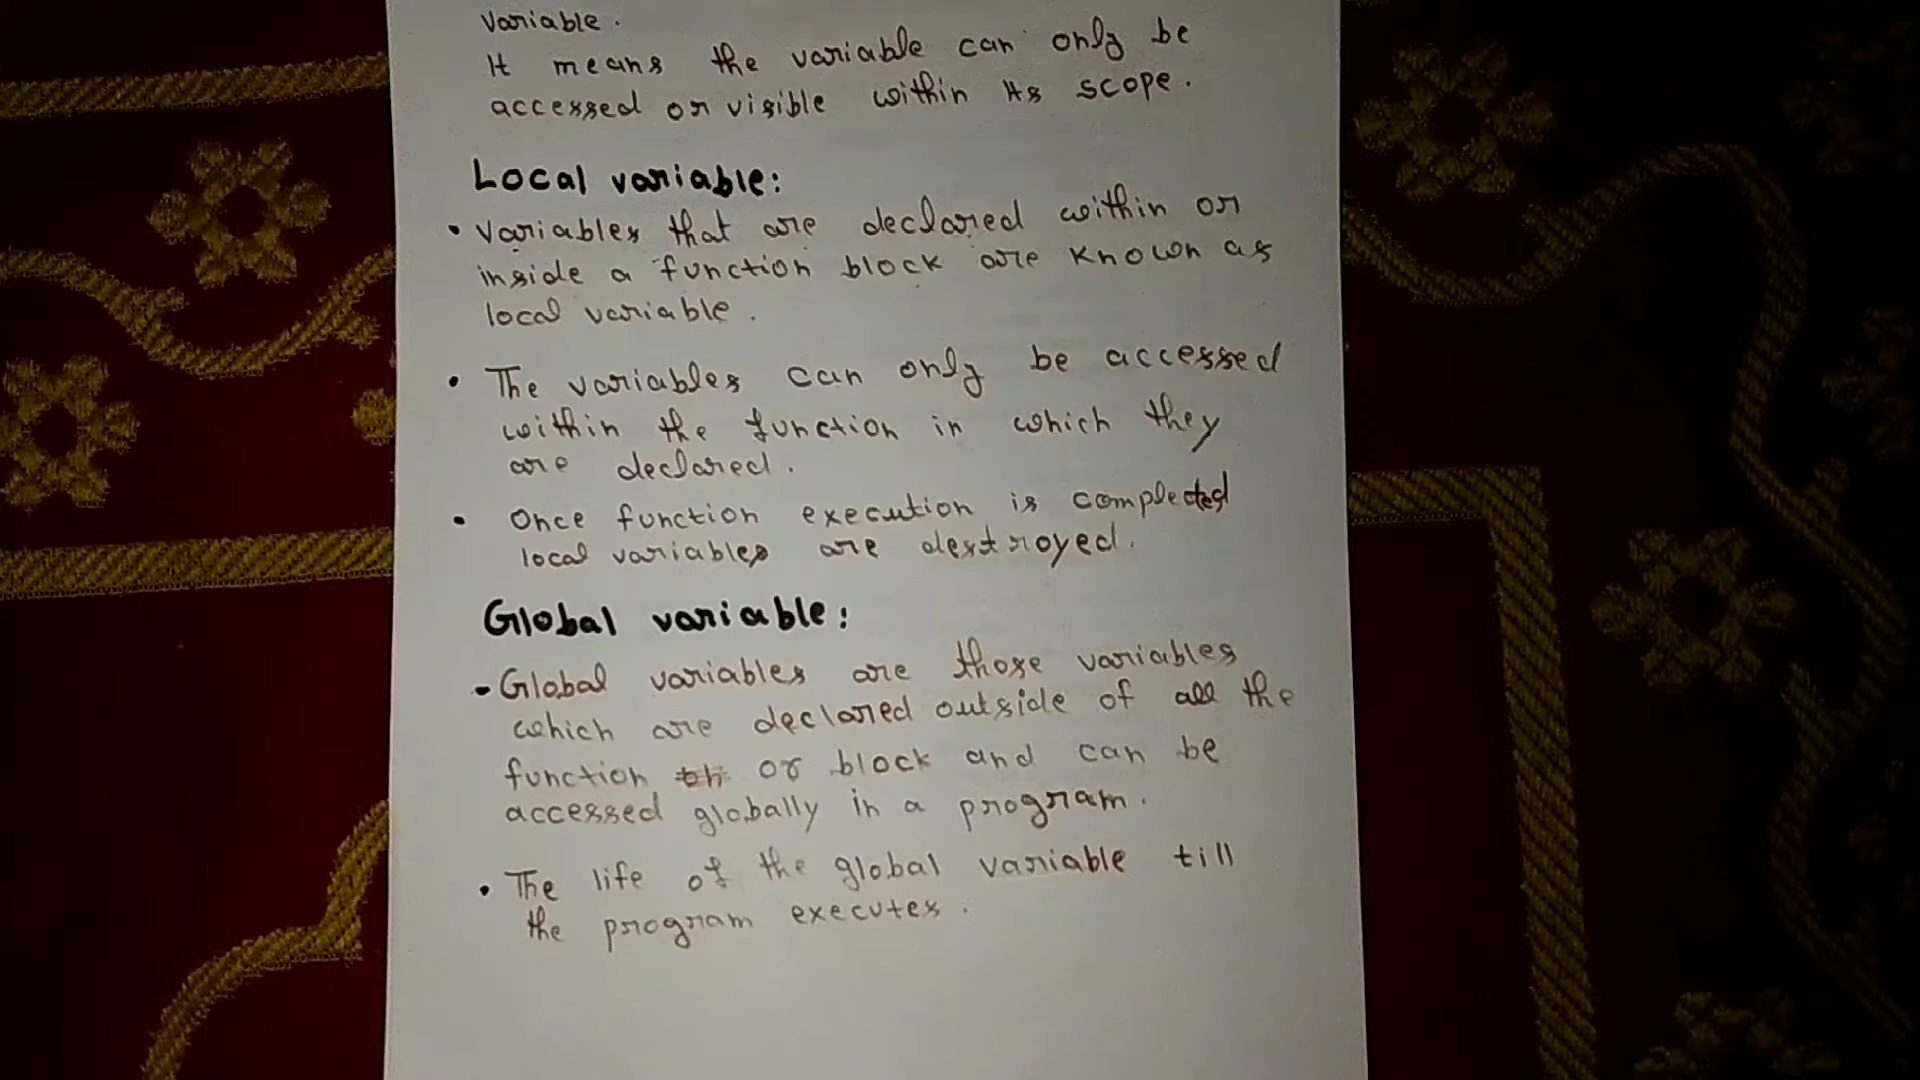 variable.
It means the variable can only be
accessed or visible within its scope.
Local variable:
• Variables that are declared within or
inside a function block are known as
local variable.
• The variables can only be accessed
within the function in which they
are declared.
• Once function execution is completed
local variables are destroyed.
Global variable:
- Global variables are those variables
which are declared outside of all the
function or block and can be
accessed globally in a program.
• The life of the global variable till
the program executes.